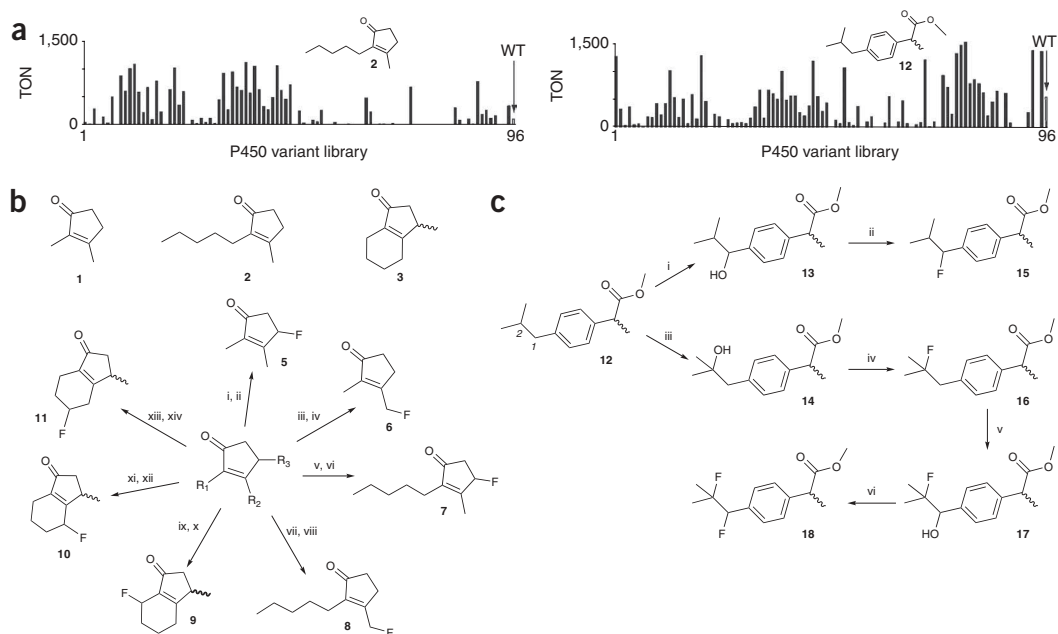 a
1,500
TON
0
1
96
WT
P450 variant library
O
2
1,500
TON
0
1
96
WT
P450 variant library
O
O
12
b
O
1
O
2
O
3
O
F
5
O
F
6
O
F
11
i, ii
iii, iv
xiii, xiv
O
R3
R1
R2
v, vi
O
F
7
xi, xii
O
F
10
ix, x
vii, viii
O
F
9
O
F
8
c
O
O
HO
13
i
ii
O
O
F
15
O
O
2
1
12
iii
O
O
OH
14
iv
O
O
F
16
v
O
O
F
F
18
vi
O
O
F
HO
17